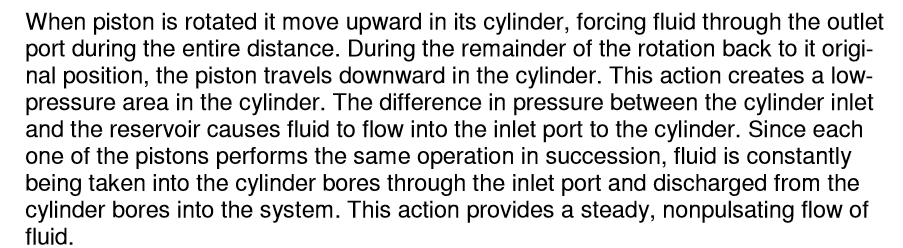 When piston is rotated it move upward in its cylinder, forcing fluid through the outlet
port during the entire distance. During the remainder of the rotation back to it origi-
nal position, the piston travels downward in the cylinder. This action creates a low-
pressure area in the cylinder. The difference in pressure between the cylinder inlet
and the reservoir causes fluid to flow into the inlet port to the cylinder. Since each
one of the pistons performs the same operation in succession, fluid is constantly
being taken into the cylinder bores through the inlet port and discharged from the
cylinder bores into the system. This action provides a steady, nonpulsating flow of
fluid.